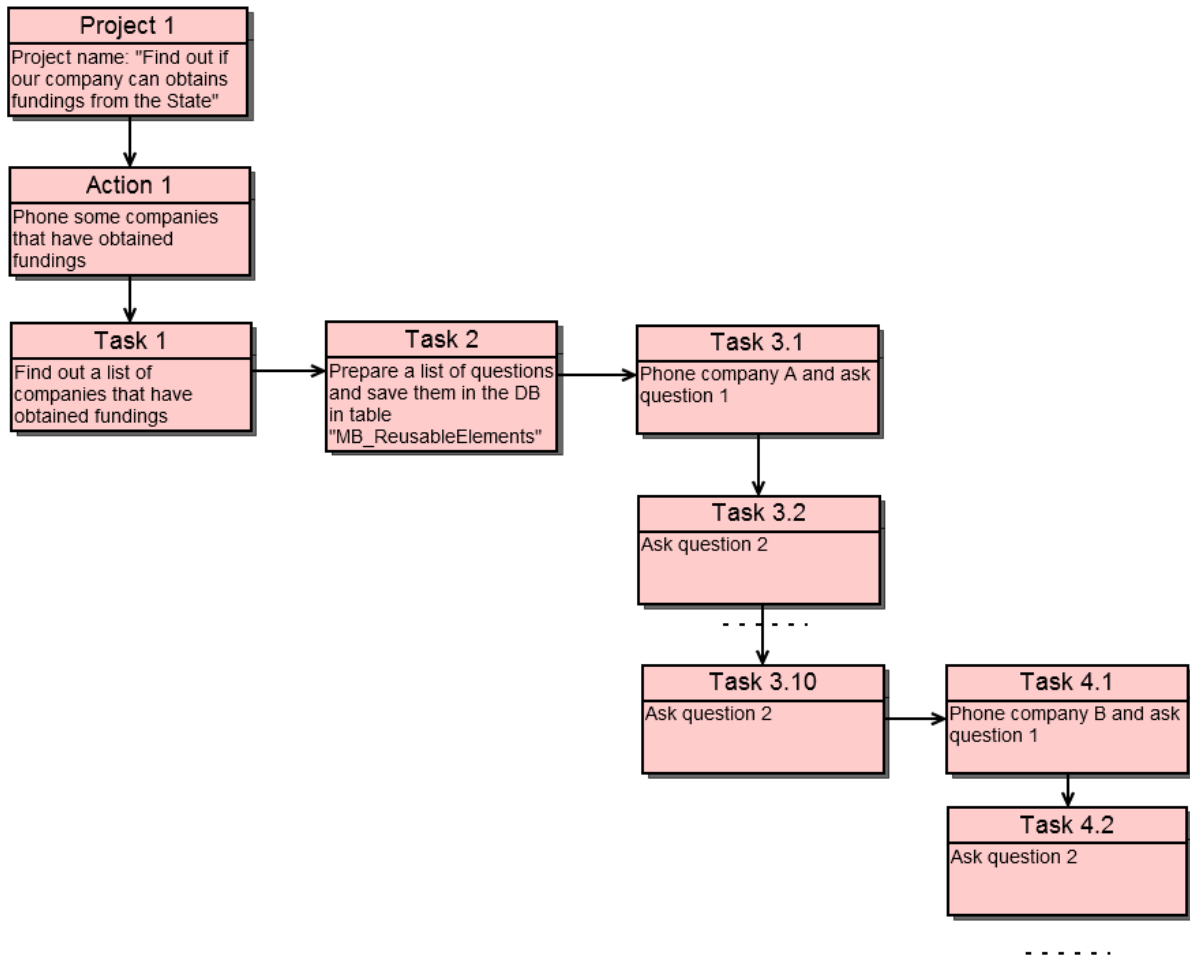 Project 1
Project name: "Find out if
our company can obtains
fundings from the State"
Action 1
Phone some companies
that have obtained
fundings
Task 1
Find out a list of
companies that have
obtained fundings
Task 2
Prepare a list of questions
and save them in the DB
in table
"MB_ReusableElements"
Task 3.1
Phone company A and ask
question 1
Task 3.2
Ask question 2
Task 3.10
Ask question 2
Task 4.1
Phone company B and ask
question 1
Task 4.2
Ask question 2